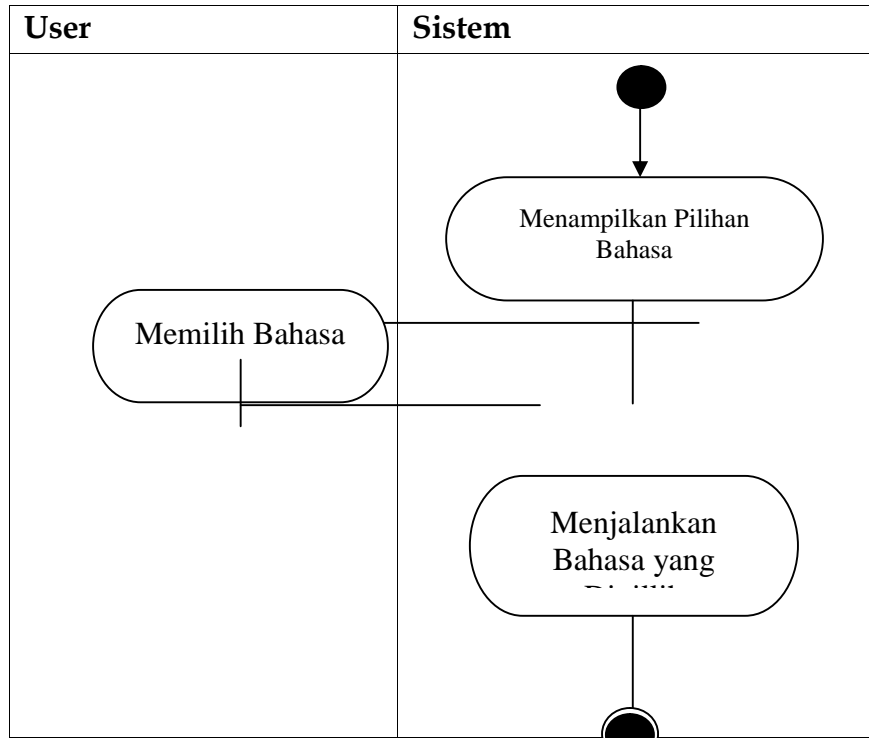 User
Sistem
Menampilkan Pilihan
Bahasa
Memilih Bahasa
Menjalankan
Bahasa yang